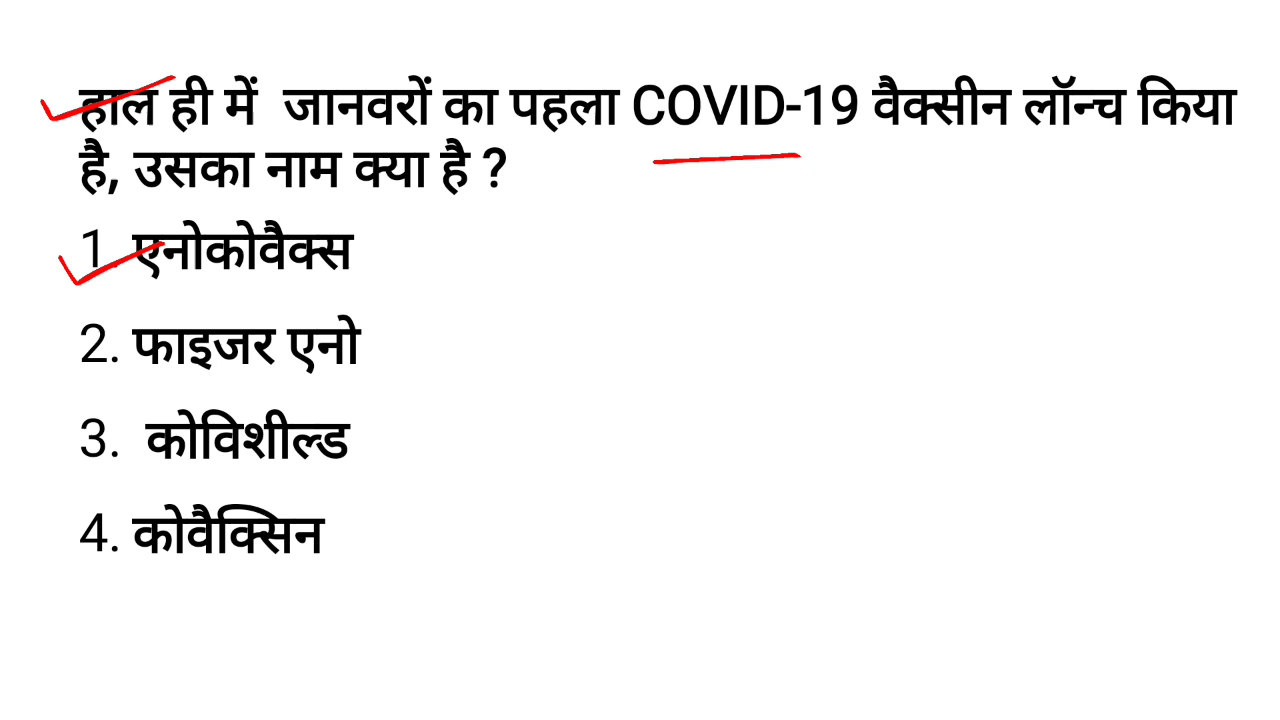 हाल ही में जानवरों का पहला COVID-19 वैक्सीन लॉन्च किया
है, उसका नाम क्या है ?
1. एनोकोवैक्स
2. फाइजर एनो
3. कोविशील्ड
4. कोवैक्सिन